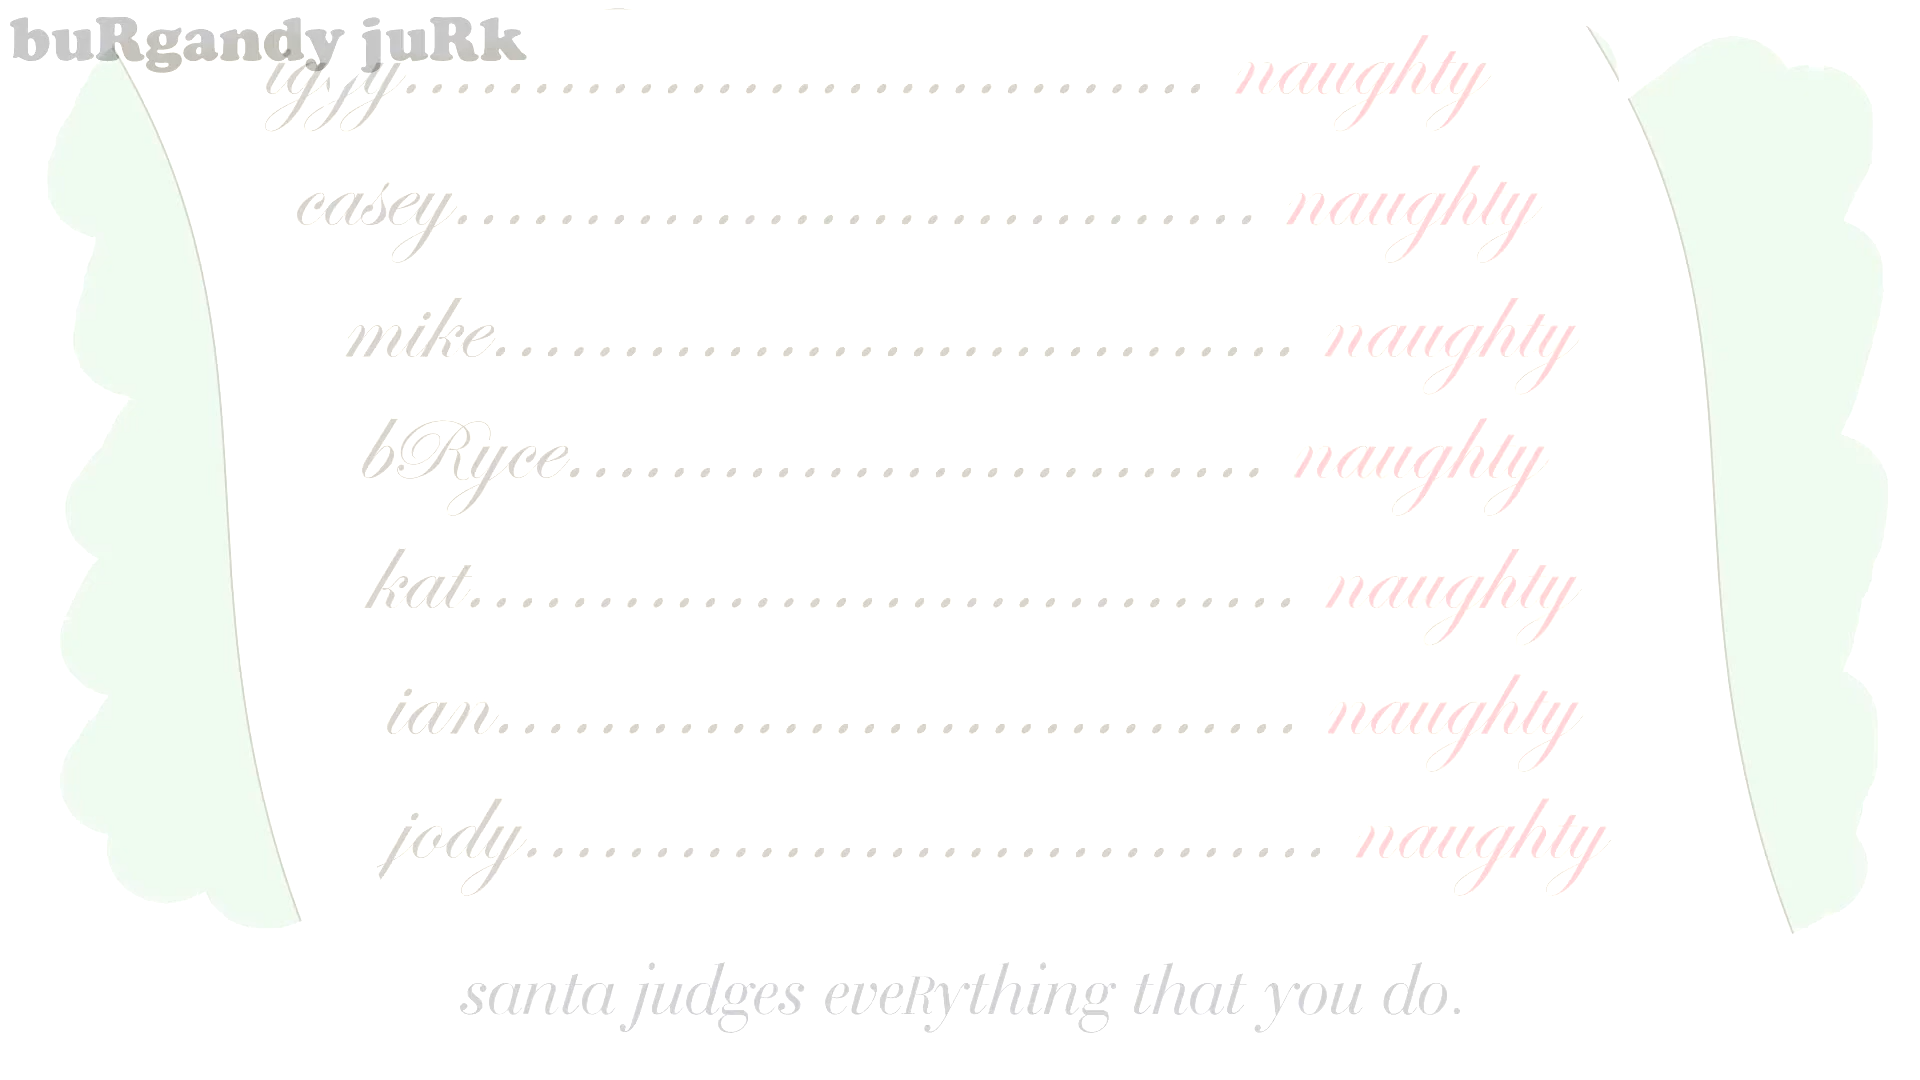 buRgandy juRk
iggy............................... naughty
casey............................... naughty
mike............................... naughty
bRyce........................... naughty
kat................................ naughty
ian............................... naughty
jody............................... naughty
santa judges eveRything that you do.